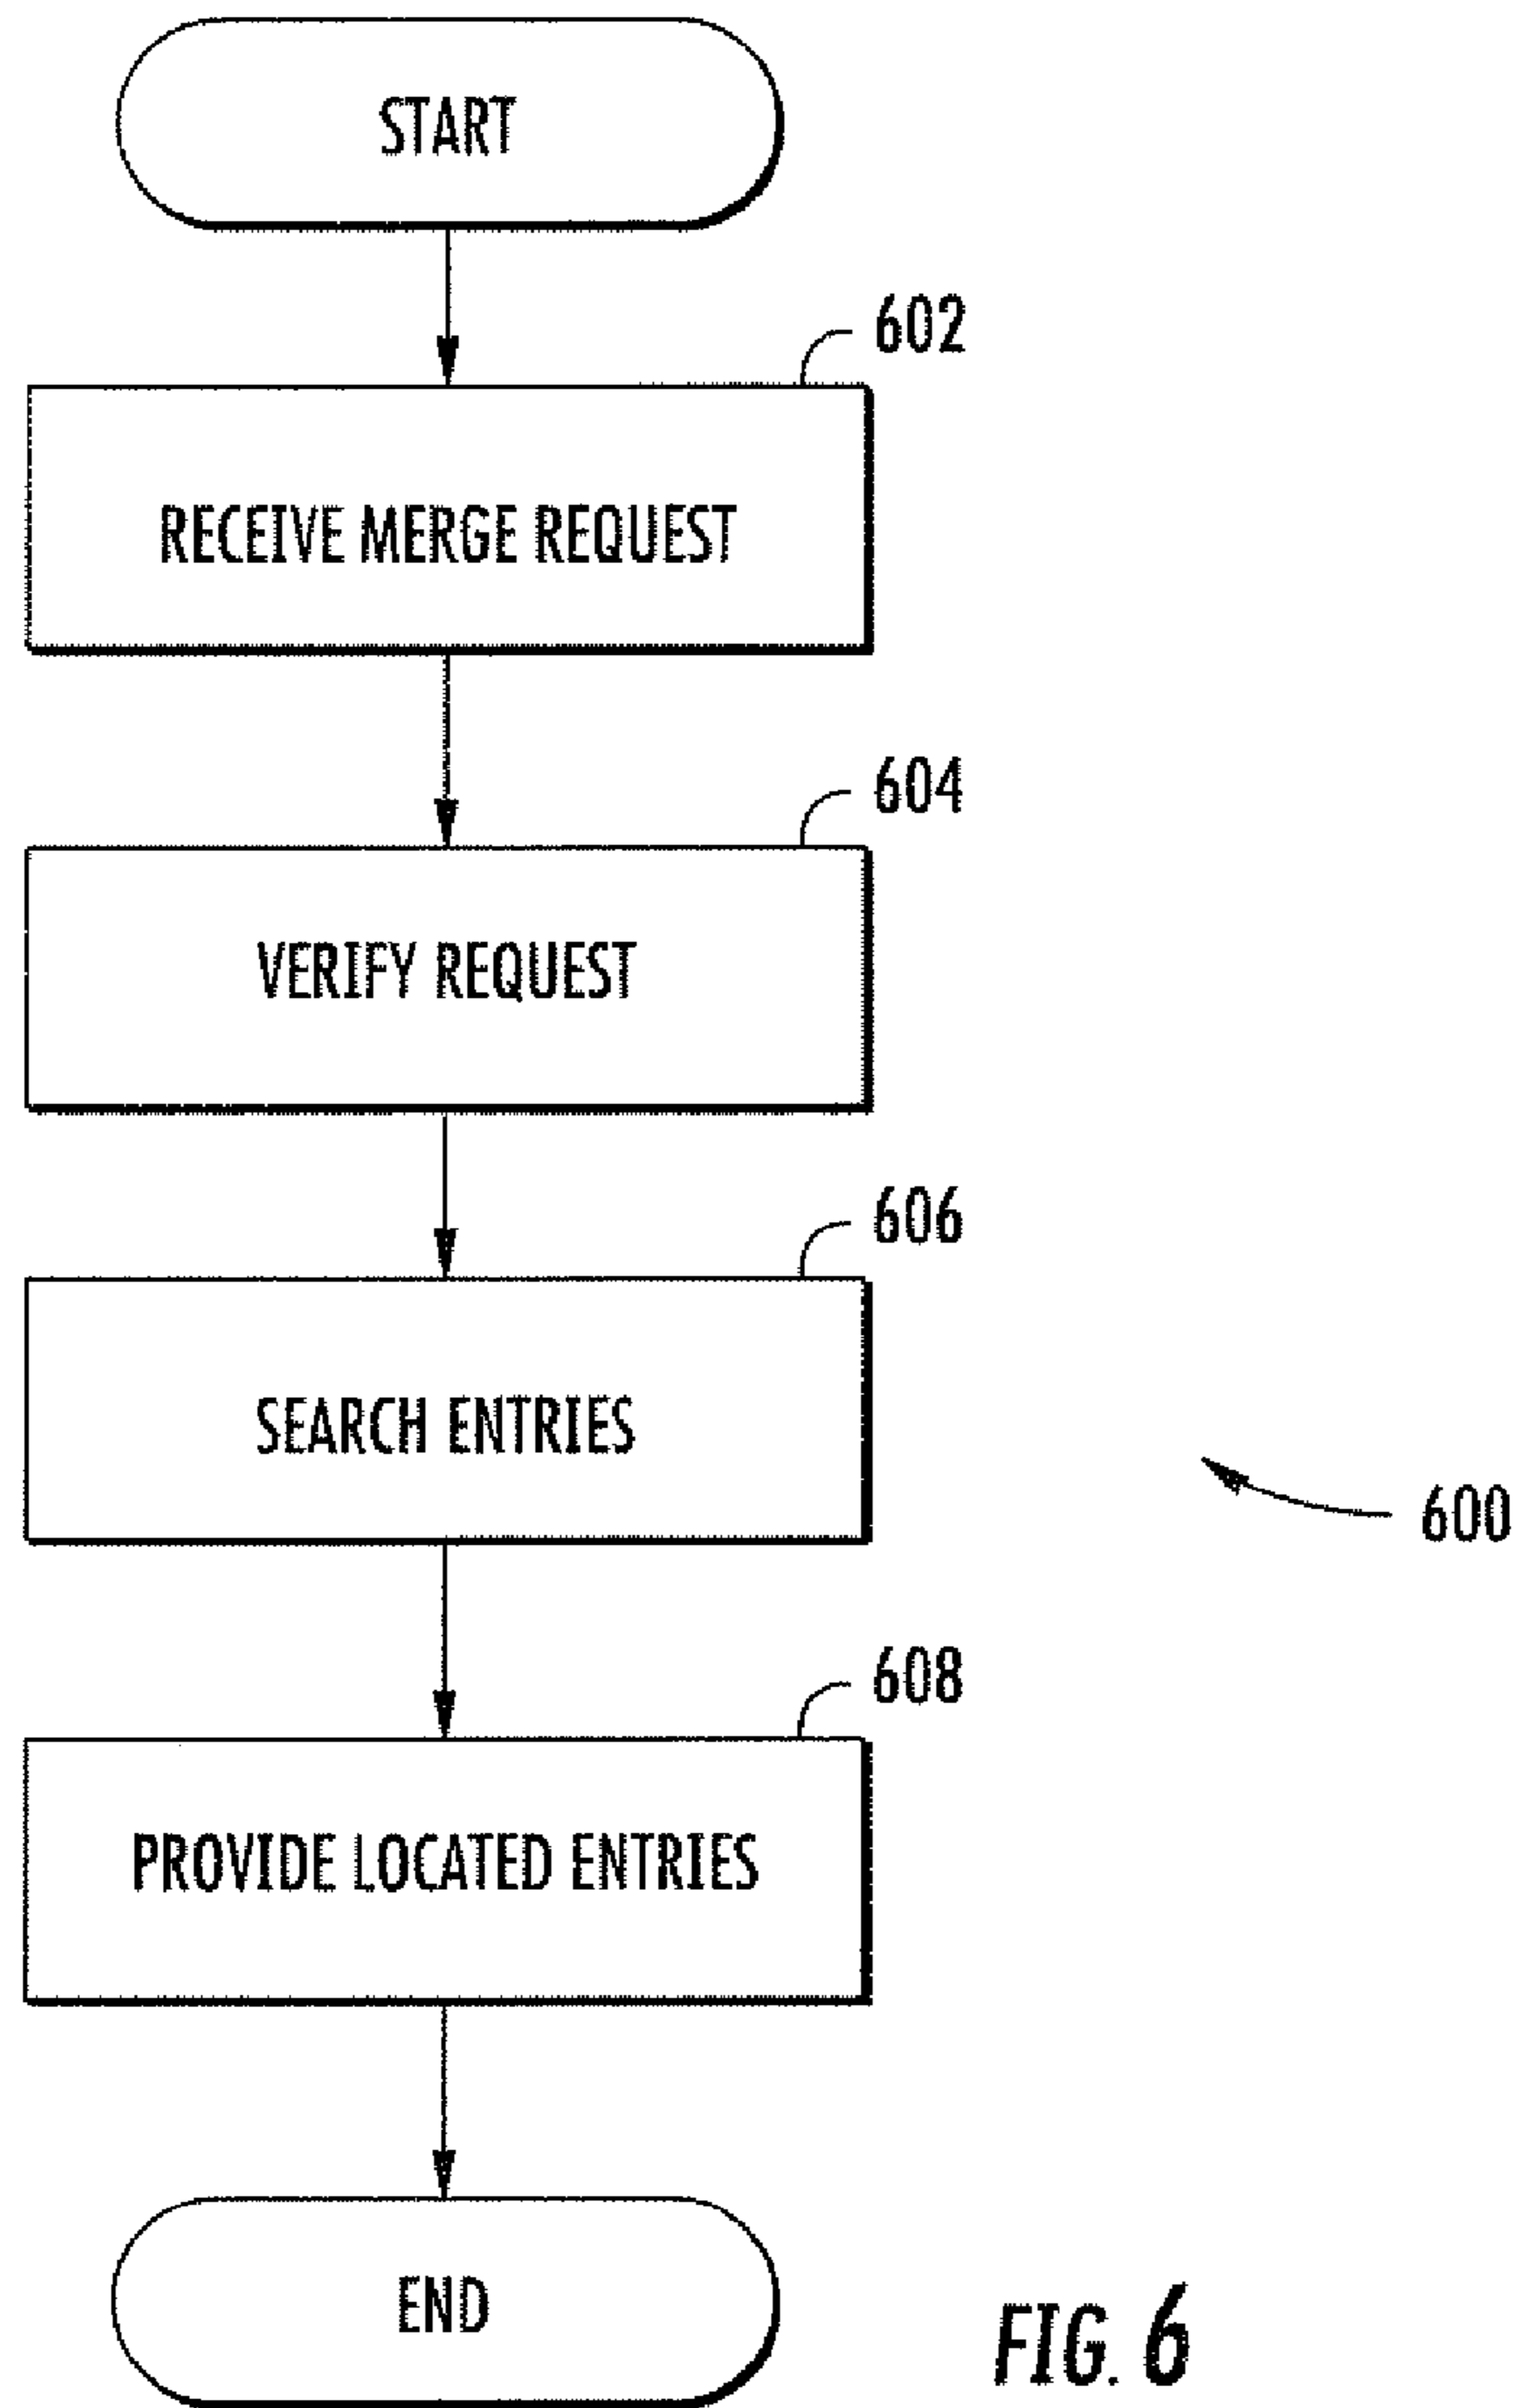 START
602
RECEIVE MERGE REQUEST
604
VERIFY REQUEST
606
SEARCH ENTRIES
600
608
PROVIDE LOCATED ENTRIES
END
FIG. 6